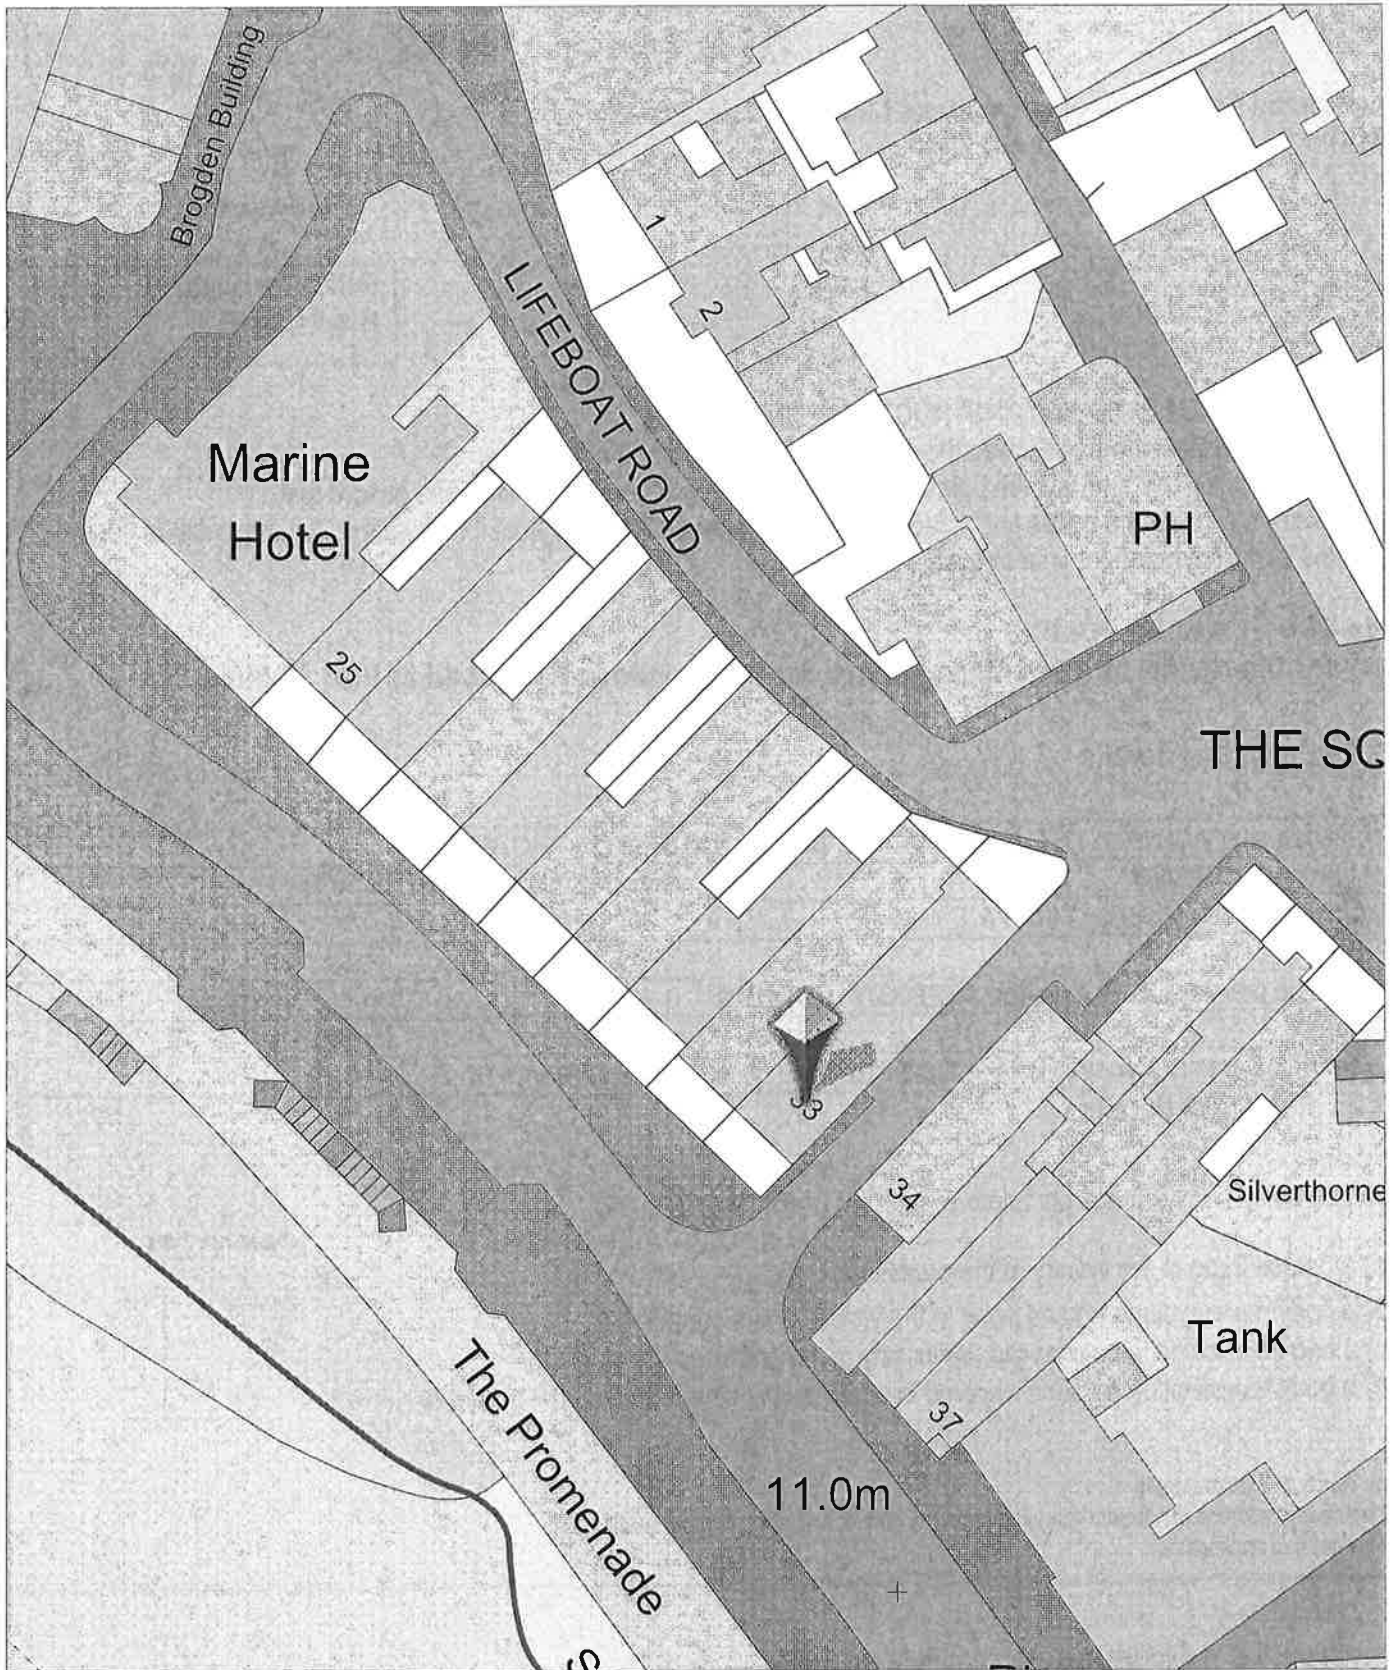 Brogden Building
1
LIFEBOAT ROAD
2
Marine
Hotel
PH
25
THE SQ
33
34
Silverthorne
Tank
The Promenade
37
11.0m
S